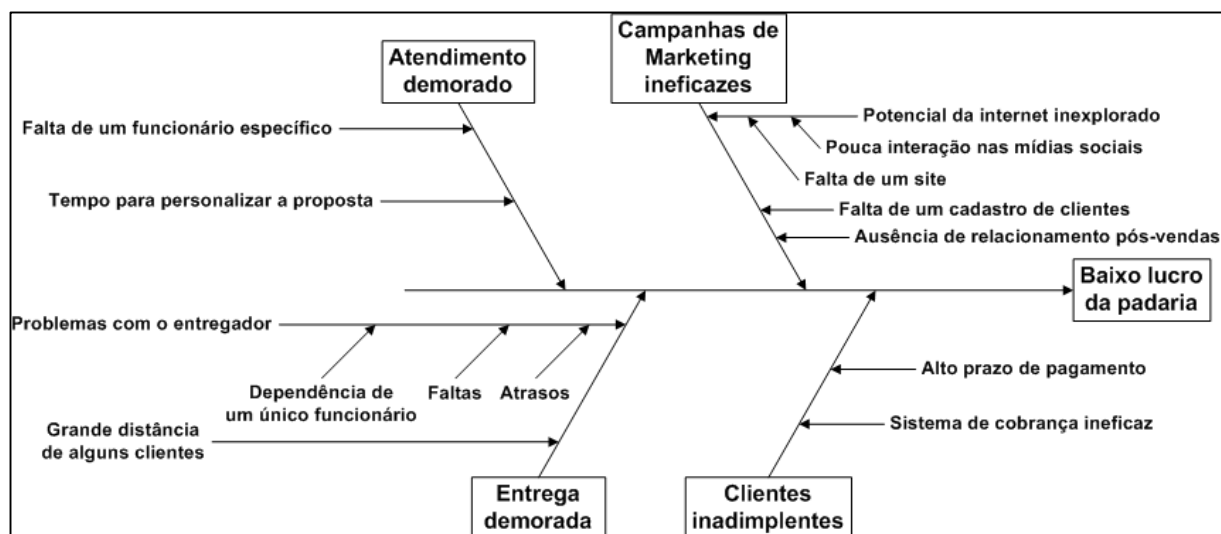 Campanhas de
Marketing
ineficazes
Atendimento
demorado
Falta de um funcionário específico
Potencial da internet inexplorado
Pouca interação nas mídias sociais
Falta de um site
Tempo para personalizar a proposta
Falta de um cadastro de clientes
Ausência de relacionamento pós-vendas
Baixo lucro
da padaria
Problemas com o entregador
Dependência de
um único funcionário
Faltas
Atrasos
Alto prazo de pagamento
Grande distância
de alguns clientes
Sistema de cobrança ineficaz
Entrega
demorada
Clientes
inadimplentes